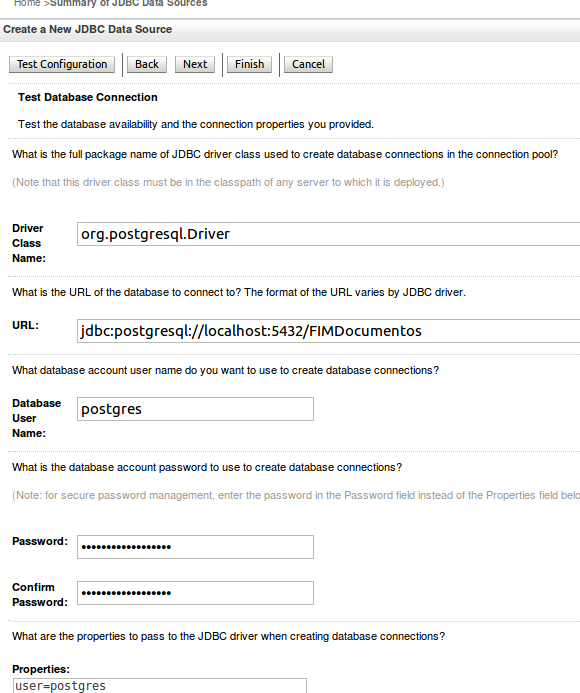 Home >Summary of JDBC Data Sources
Create a New JDBC Data Source
Test Configuration Back Next Finish Cancel
Test Database Connection
Test the database availability and the connection properties you provided.
What is the full package name of JDBC driver class used to create database connections in the connection pool?
(Note that this driver class must be in the classpath of any server to which it is deployed.)
Driver
Class
Name:
org.postgresql.Driver
What is the URL of the database to connect to? The format of the URL varies by JDBC driver.
URL:
jdbc:postgresql://localhost:5432/FIMDocumentos
What database account user name do you want to use to create database connections?
Database
User
Name:
postgres
What is the database account password to use to create database connections?
(Note: for secure password management, enter the password in the Password field instead of the Properties field
Password:
••••••••••••••••••
Confirm
Password:
••••••••••••••••••
What are the properties to pass to the JDBC driver when creating database connections?
Properties:
user=postgres